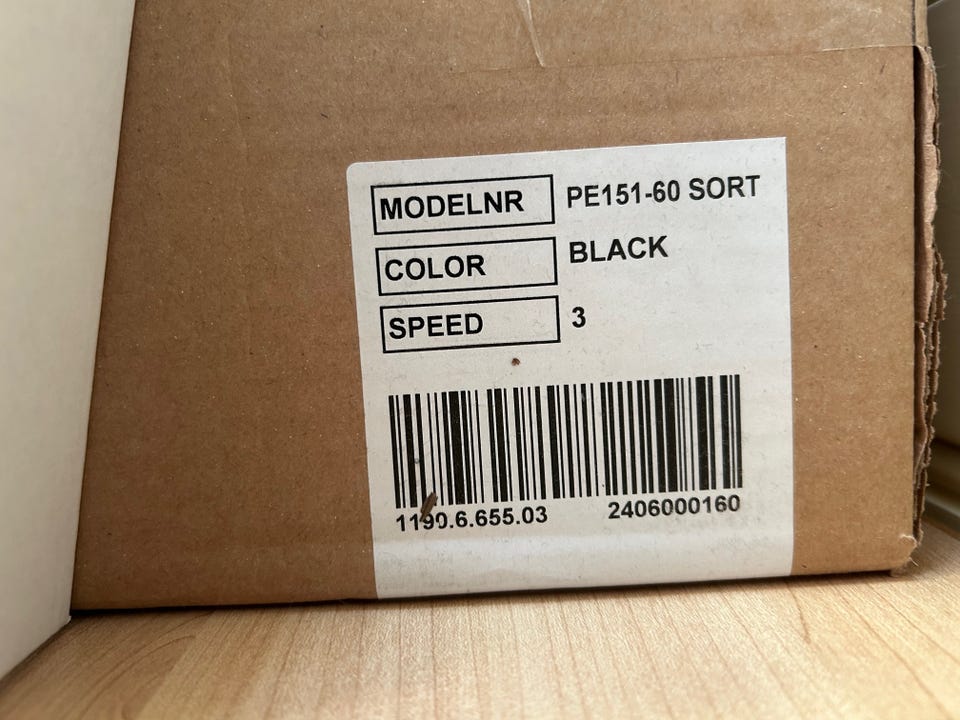 MODELNR PE151-60 SORT
COLOR BLACK
SPEED 3
1190.6.655.03 2406000160